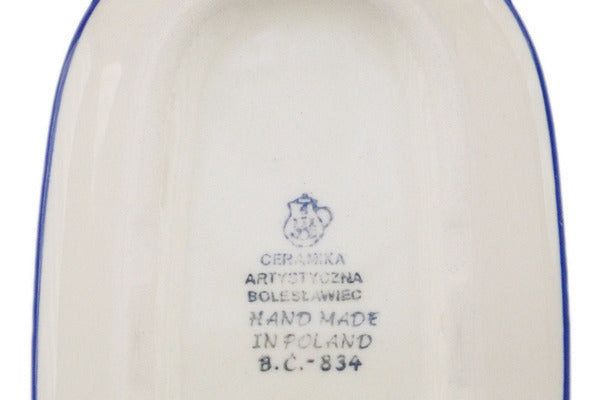 CERAMIKA
ARTYSTYCZNA
BOLESŁAWIEC
HAND MADE
IN POLAND
B.C.-834